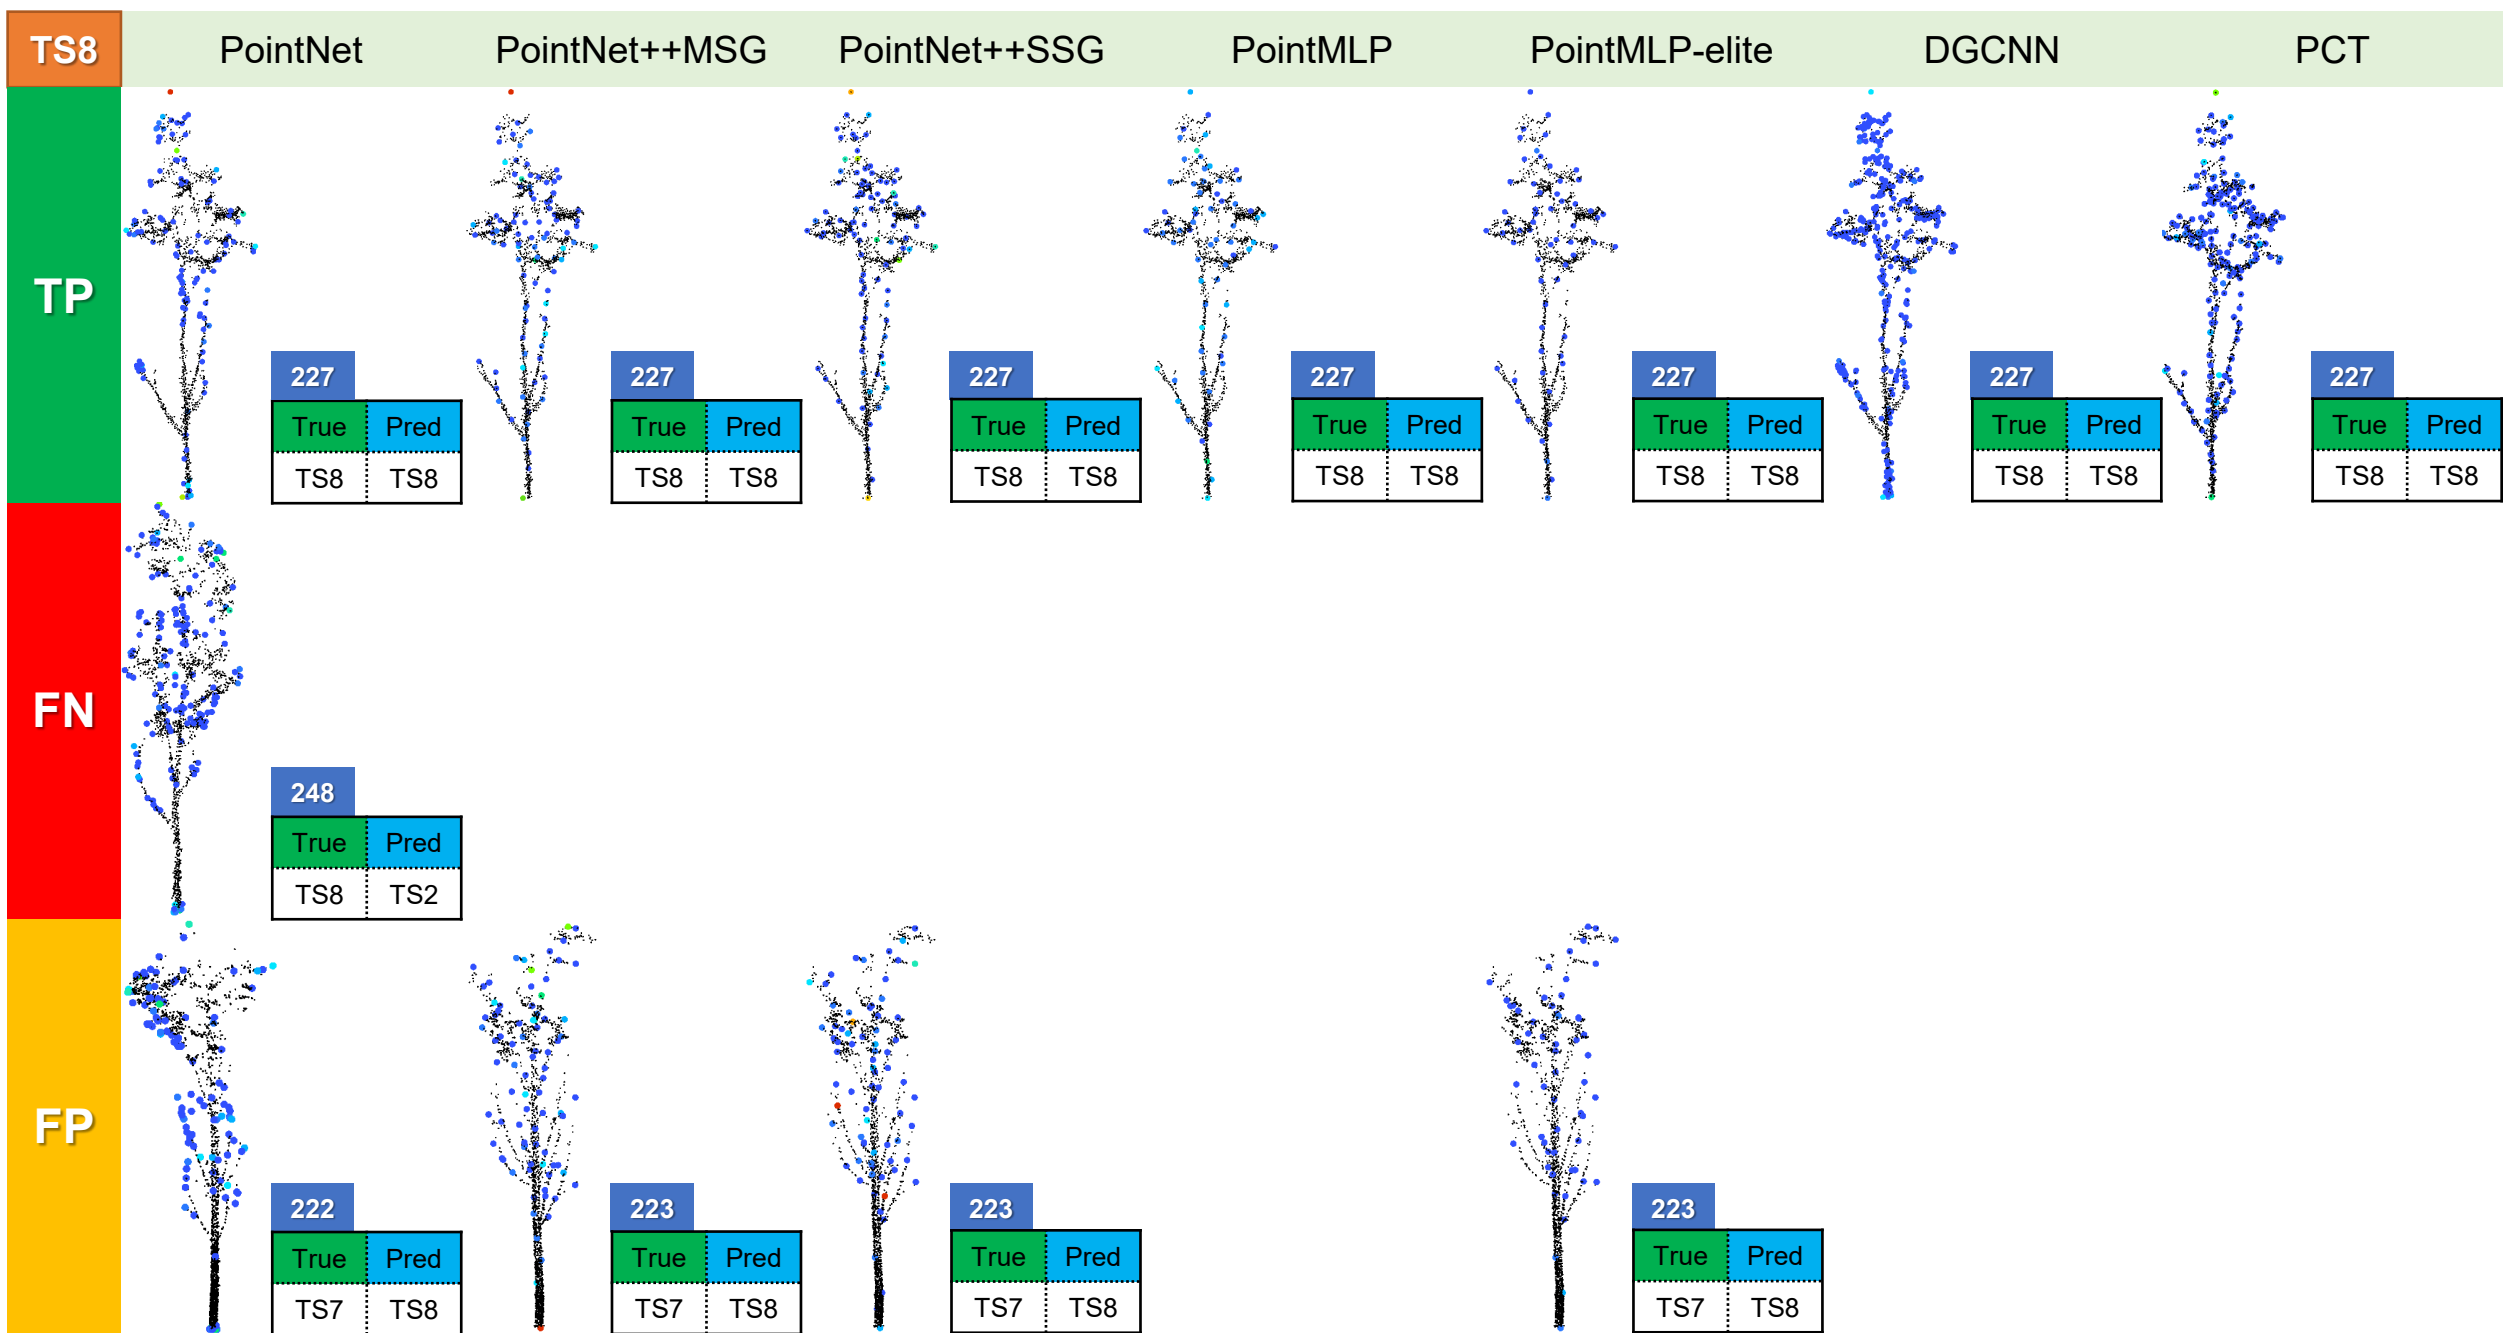 TS8 PointNet PointNet++MSG PointNet++SSG PointMLP PointMLP-elite DGCNN PCT
TP
227 227 227 227 227 227 227
True Pred True Pred True Pred True Pred True Pred True Pred True Pred
TS8 TS8 TS8 TS8 TS8 TS8 TS8 TS8 TS8 TS8 TS8 TS8 TS8 TS8
FN
248
True Pred
TS8 TS2
FP
222 223 223 223
True Pred True Pred True Pred True Pred
TS7 TS8 TS7 TS8 TS7 TS8 TS7 TS8